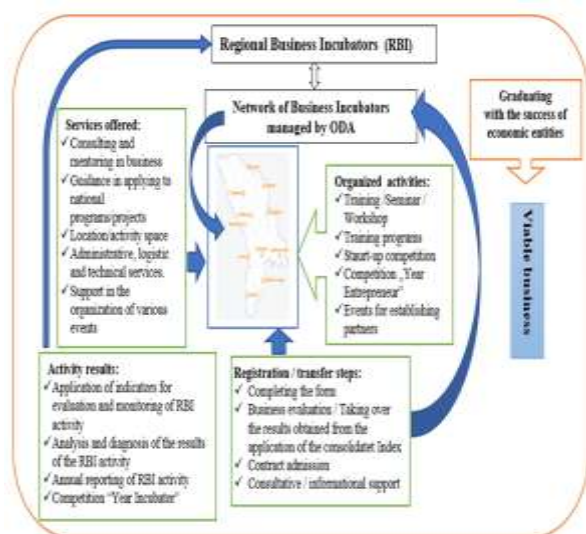 Regional Business Incubators (RBI)
Network of Business Incubators
managed by ODA
Graduating
with the success of
economic entities
Viable business
Services offered:
✓Consulting and
mentoring in business
✓Guidance in applying to
national
programs/projects
✓Location/activity space
✓Administrative, logistic
and technical services.
✓Support in the
organization of various
events
Organized activities:
✓Training /Seminar /
Workshop
✓Training programs
✓Staurt-up competition
✓Competition „Year
Entrepreneur"
✓Events for establishing
partners
Activity results:
✓Application of indicators for
evaluation and monitoring of RBI
activity
✓Analysis and diagnosis of the results
of the RBI activity
✓Annual reporting of RBI activity
✓Competition "Year Incubator"
Registration / transfer steps:
✓Completing the form
✓Business evaluation / Taking over
the results obtained from the
application of the consolidatet Index
✓Contract admission
✓Consultative / informational support